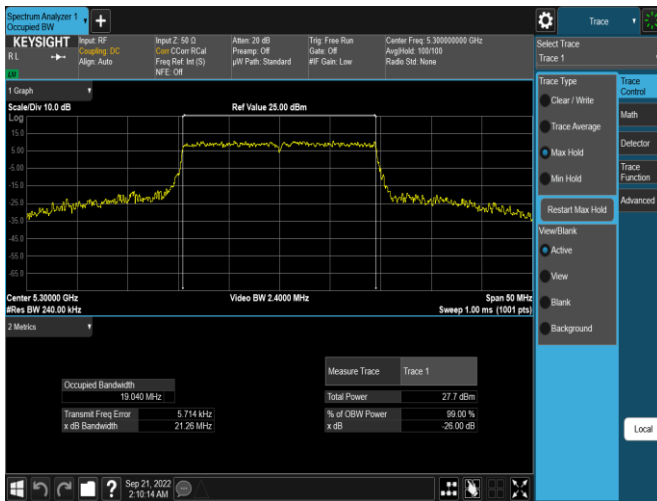 Spectrum Analyzer 1
Occupied BW
KEYSIGHT
R L
Input: RF
Coupling: DC
Align: Auto
Input Z: 50 Ω
Corr CCorr RCal
Freq Ref: Int (S)
NFE: Off
Atten: 20 dB
Preamp: Off
µW Path: Standard
Trig: Free Run
Gate: Off
#IF Gain: Low
Center Freq: 5.300000000 GHz
Avg|Hold: 100/100
Radio Std: None
1 Graph
Scale/Div 10.0 dB
Ref Value 25.00 dBm
Log
15.0
5.00
-5.00
-15.0
-25.0
-35.0
-45.0
-55.0
-65.0
Center 5.30000 GHz
Video BW 2.4000 MHz
Span 50 MHz
#Res BW 240.00 kHz
Sweep 1.00 ms (1001 pts)
2 Metrics
Measure Trace
Trace 1
Occupied Bandwidth
19.040 MHz
Total Power
27.7 dBm
Transmit Freq Error
5.714 kHz
% of OBW Power
99.00 %
x dB Bandwidth
21.26 MHz
x dB
-26.00 dB
Sep 21, 2022
2:10:14 AM
Trace
Select Trace
Trace 1
Trace Type
Clear / Write
Trace Average
Max Hold
Min Hold
Restart Max Hold
View/Blank
Active
View
Blank
Background
Trace
Control
Math
Detector
Trace
Function
Advanced
Local